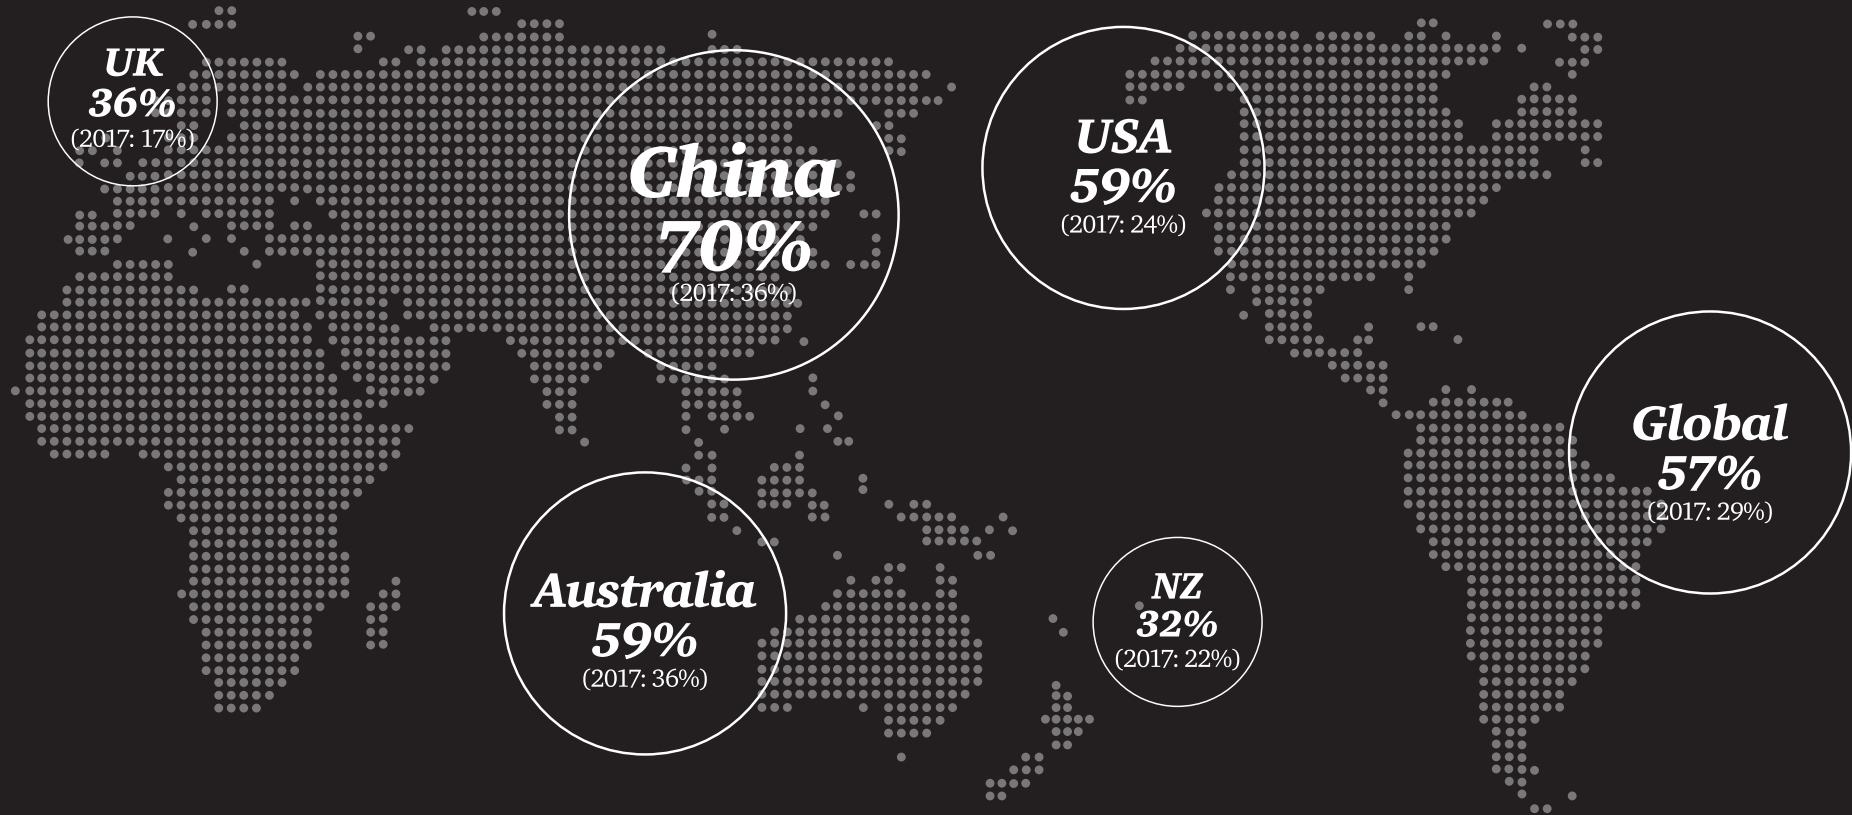 UK
36%
(2017: 17%)
China
70%
(2017: 36%)
USA
59%
(2017: 24%)
Global
57%
(2017: 29%)
Australia
59%
(2017: 36%)
NZ
32%
(2017: 22%)